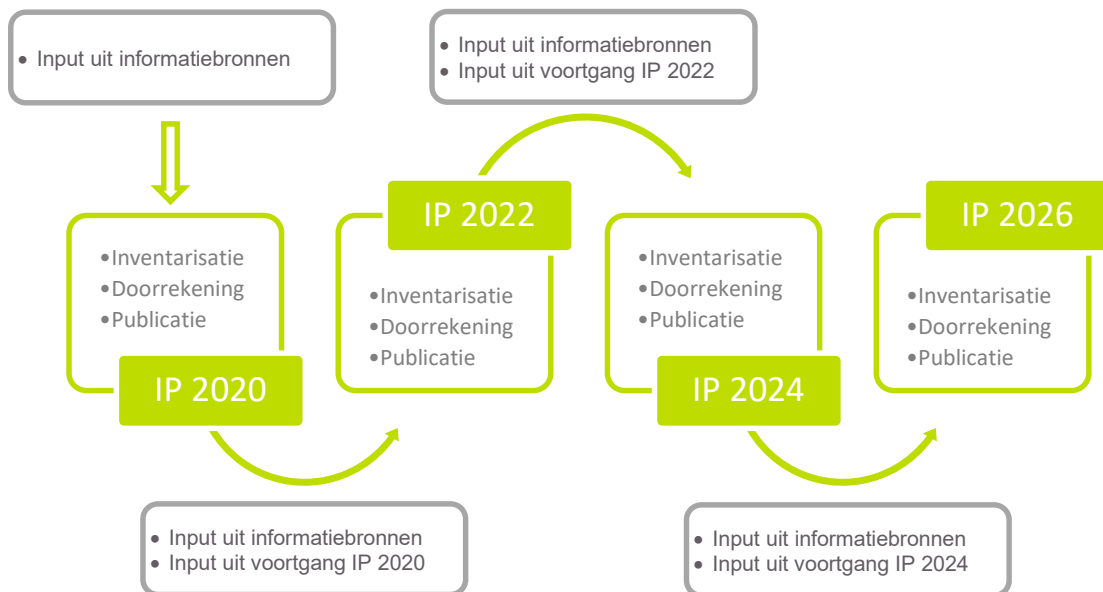 • Input uit informatiebronnen
• Input uit informatiebronnen
• Input uit voortgang IP 2022
•Inventarisatie
•Doorrekening
•Publicatie
IP 2020
IP 2022
•Inventarisatie
•Doorrekening
•Publicatie
•Inventarisatie
•Doorrekening
•Publicatie
IP 2024
IP 2026
•Inventarisatie
•Doorrekening
•Publicatie
• Input uit informatiebronnen
• Input uit voortgang IP 2020
• Input uit informatiebronnen
• Input uit voortgang IP 2024